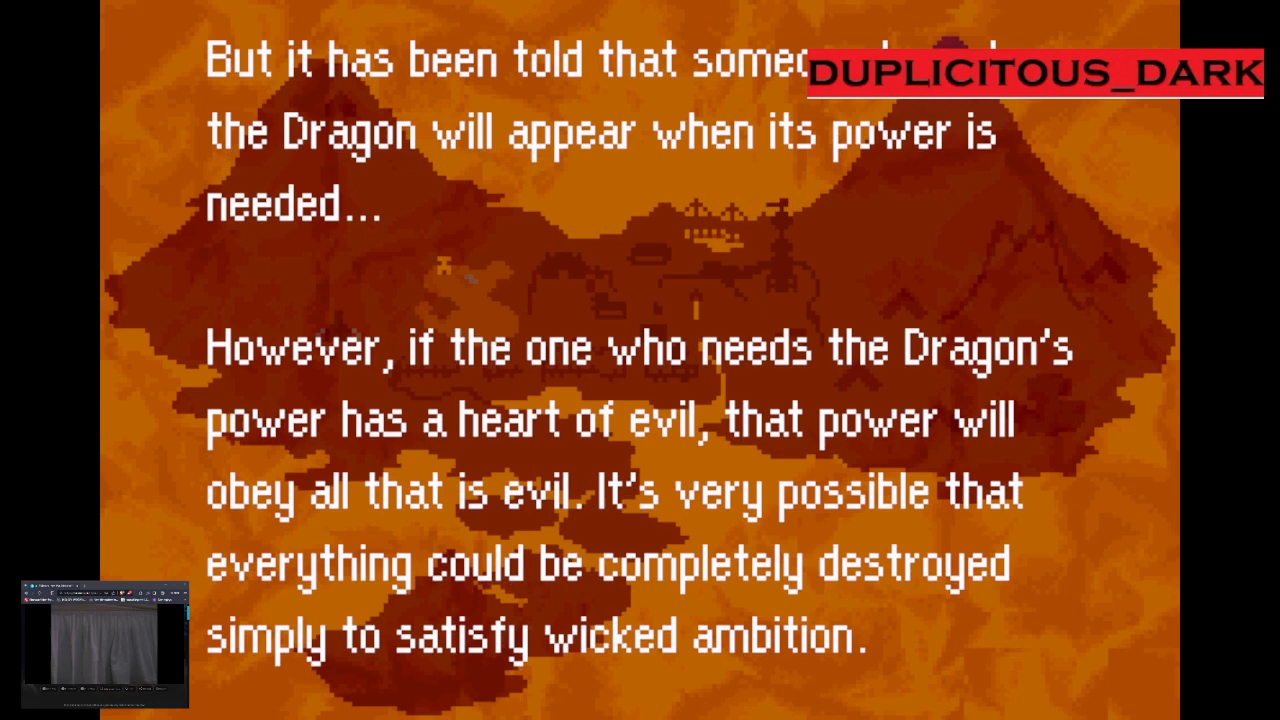 But it has been told that
DUPLICITOUS_DARK
the Dragon will appear when its power is
needed...
However, if the one who needs the Dragon's
power has a heart of evil, that power will
obey all that is evil. It's very possible that
everything could be completely destroyed
simply to satisfy wicked ambition.